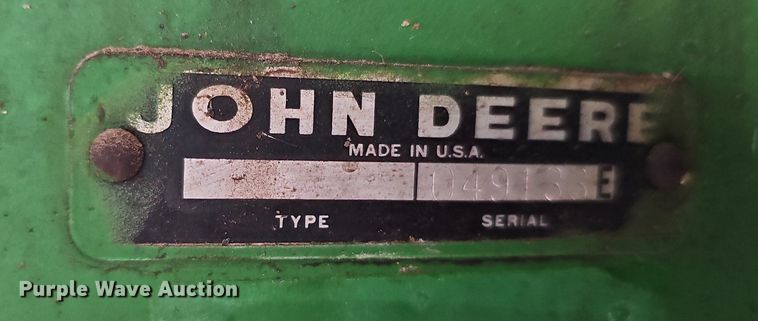 JOHN DEERE
MADE IN U.S.A.
049133E
TYPE SERIAL
Purple Wave Auction